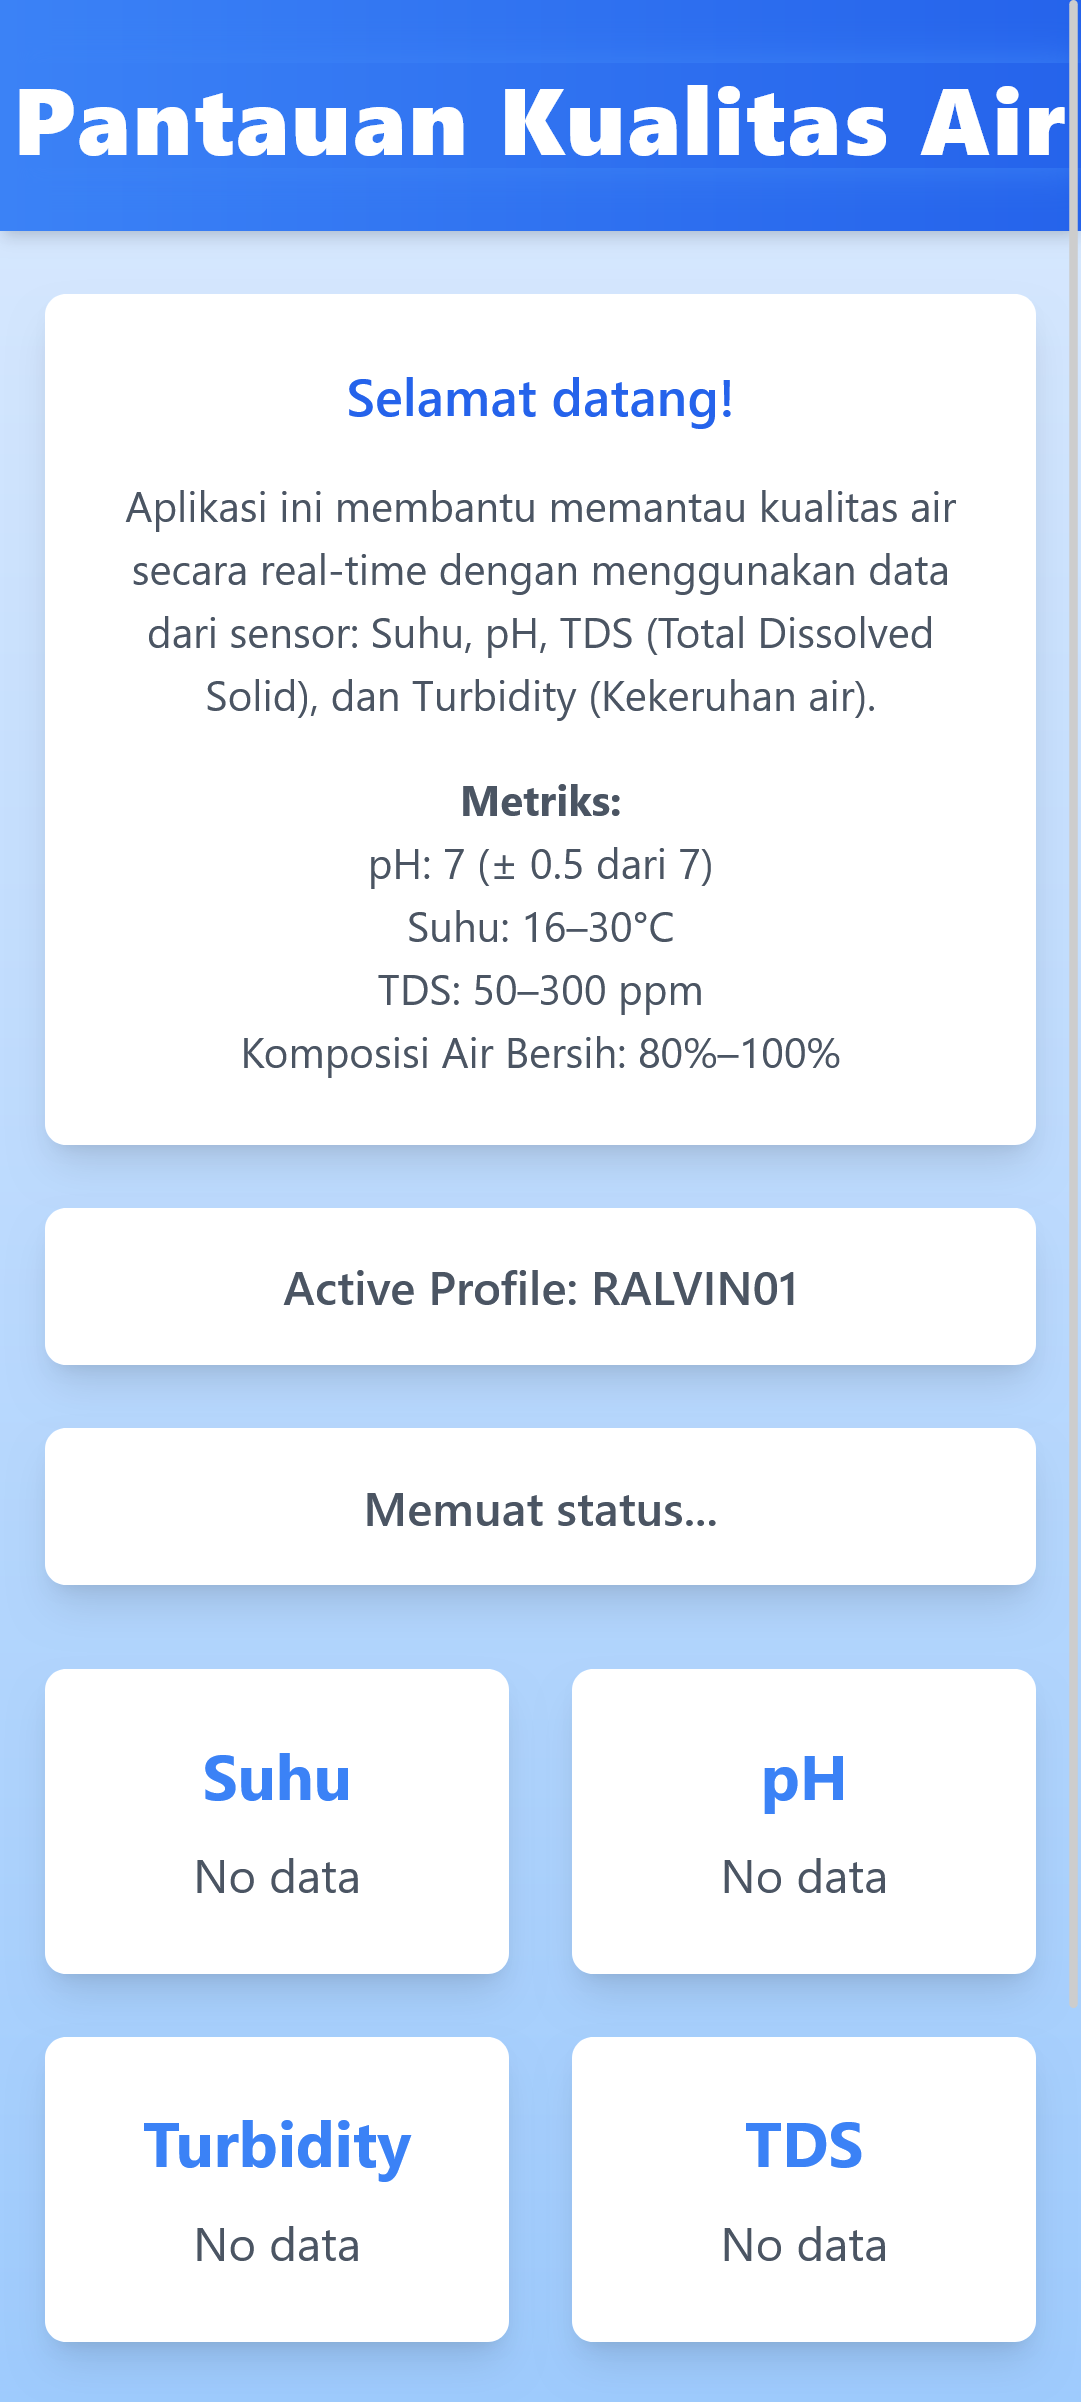 Pantauan Kualitas Air
Selamat datang!
Aplikasi ini membantu memantau kualitas air
secara real-time dengan menggunakan data
dari sensor: Suhu, pH, TDS (Total Dissolved
Solid), dan Turbidity (Kekeruhan air).
Metriks:
pH: 7 (± 0.5 dari 7)
Suhu: 16–30°C
TDS: 50–300 ppm
Komposisi Air Bersih: 80%–100%
Active Profile: RALVIN01
Memuat status...
Suhu
No data
pH
No data
Turbidity
No data
TDS
No data